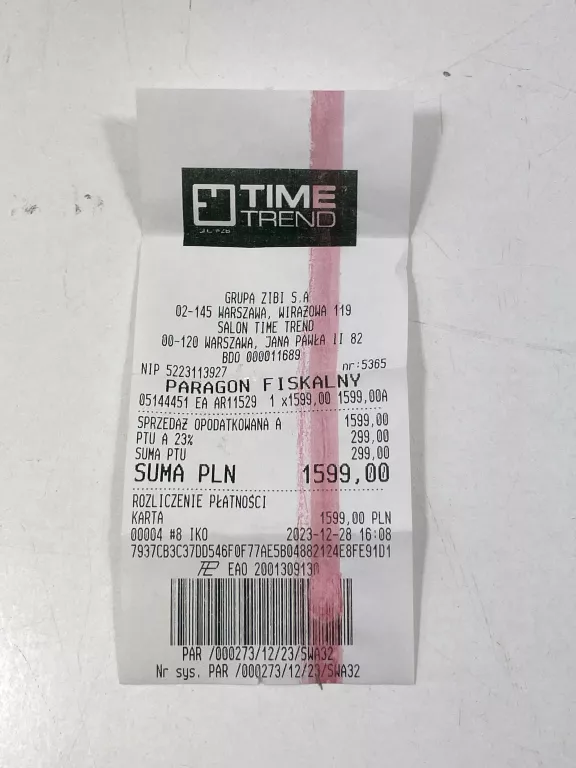 TIME
TREND
GRUPA ZIBI S.A
02-145 WARSZAWA, WIRAŻOWA 119
SALON TIME TREND
00-120 WARSZAWA, JANA PAWŁA II 82
BDO 000011689
NIP 5223113927 nr:5365
PARAGON FISKALNY
05144451 EA AR11529 1 x1599,00 1599,00A
SPRZEDAŻ OPODATKOWANA A 1599,00
PTU A 23% 299,00
SUMA PTU 299,00
SUMA PLN 1599,00
ROZLICZENIE PŁATNOŚCI
KARTA 1599,00 PLN
00004 #8 IKO 2023-12-28 16:08
7937CB3C37DD546F0F77AE5B04882124E8FE91D1
EAO 2001309130
PAR /000273/12/23/SWA32
Nr sys. PAR /000273/12/23/SWA32